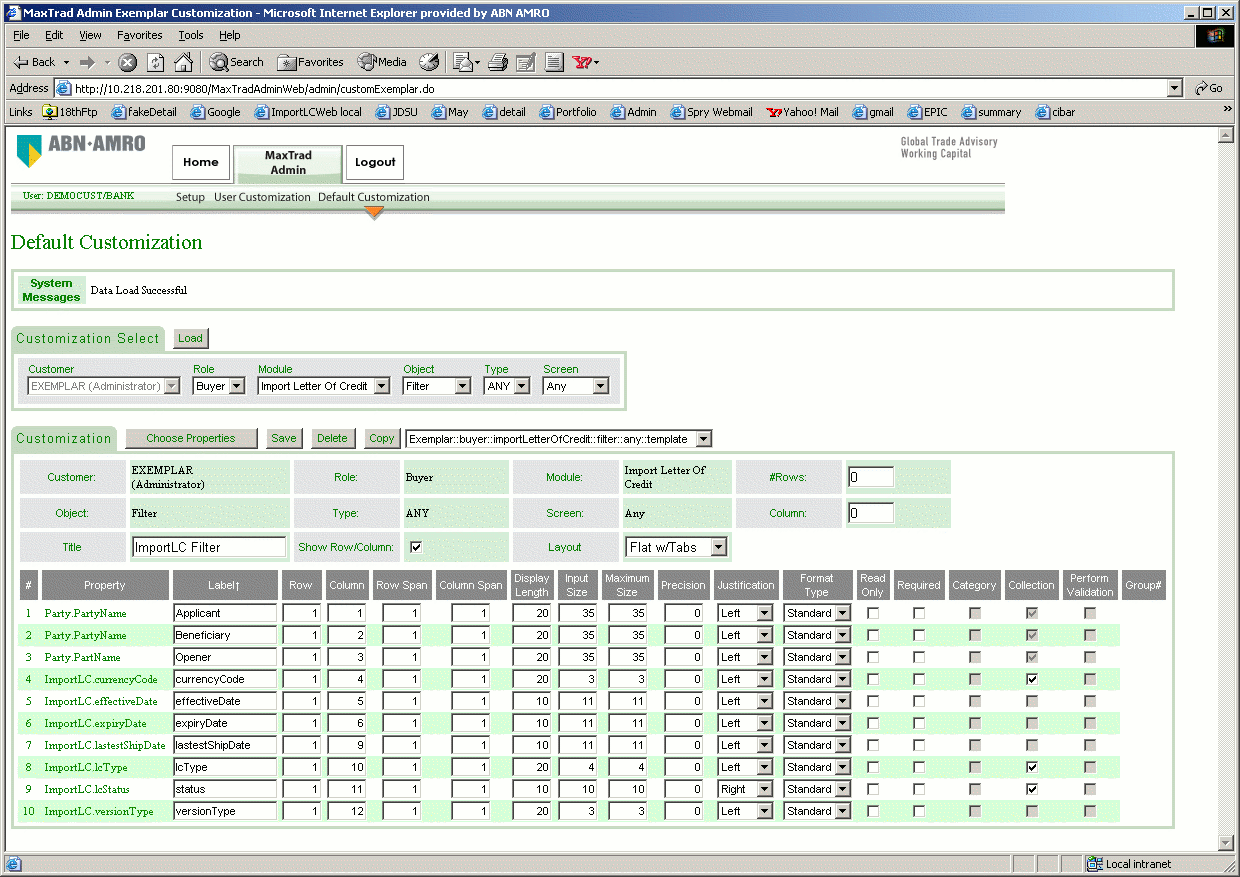 MaxTrad Admin Exemplar Customization - Microsoft Internet Explorer provided by ABN AMRO
File Edit View Favorites Tools Help
Back Search Favorites Media
Address http://10.218.201.80:9080/MaxTradAdminWeb/admin/customExemplar.do Go
Links 18thFtp fakeDetail Google ImportLCWeb local JDSU May detail Portfolio Admin Spry Webmail Yahoo! Mail gmail EPIC summary cibar »
ABN·AMRO
Home
MaxTrad
Admin
Logout
Global Trade Advisory
Working Capital
User: DEMOCUST/BANK Setup User Customization Default Customization
Default Customization
System
Messages
Data Load Successful
Customization Select Load
Customer Role Module Object Type Screen
EXEMPLAR (Administrator) Buyer Import Letter Of Credit Filter ANY Any
Customization Choose Properties Save Delete Copy Exemplar::buyer::importLetterOfCredit::filter::any::template
Customer: EXEMPLAR
(Administrator)
Role: Buyer Module: Import Letter Of
Credit
#Rows: 0
Object: Filter Type: ANY Screen: Any Column: 0
Title ImportLC Filter Show Row/Column: Layout Flat w/Tabs
# Property Label↑ Row Column Row Span Column Span Display
Length Input
Size Maximum
Size Precision Justification Format
Type Read
Only Required Category Collection Perform
Validation Group#
1 Party.PartyName Applicant 1 1 1 1 20 35 35 0 Left Standard
2 Party.PartyName Beneficiary 1 2 1 1 20 35 35 0 Left Standard
3 Party.PartName Opener 1 3 1 1 20 35 35 0 Left Standard
4 ImportLC.currencyCode currencyCode 1 4 1 1 20 3 3 0 Left Standard
5 ImportLC.effectiveDate effectiveDate 1 5 1 1 10 11 11 0 Left Standard
6 ImportLC.expiryDate expiryDate 1 6 1 1 10 11 11 0 Left Standard
7 ImportLC.lastestShipDate lastestShipDate 1 9 1 1 10 11 11 0 Left Standard
8 ImportLC.lcType lcType 1 10 1 1 20 4 4 0 Left Standard
9 ImportLC.lcStatus status 1 11 1 1 10 10 10 0 Right Standard
10 ImportLC.versionType versionType 1 12 1 1 20 3 3 0 Left Standard
Local intranet